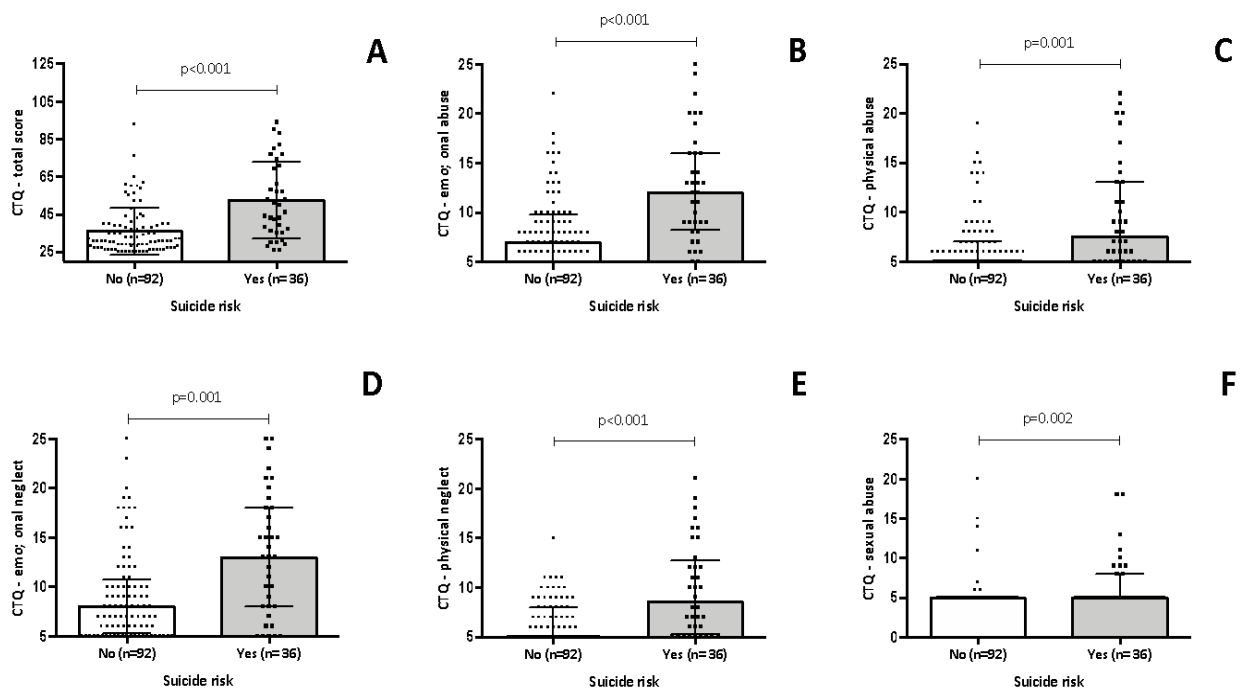 A
p<0.001
CTQ - total score
125
105
85
65
45
25
No (n=92)
Yes (n=36)
Suicide risk
B
p<0.001
CTQ - emo; onal abuse
25
20
15
10
5
No (n=92)
Yes (n=36)
Suicide risk
C
p=0.001
CTQ - physical abuse
25
20
15
10
5
No (n=92)
Yes (n=36)
Suicide risk
D
p=0.001
CTQ - emo; onal neglect
25
20
15
10
5
No (n=92)
Yes (n=36)
Suicide risk
E
p<0.001
CTQ - physical neglect
25
20
15
10
5
No (n=92)
Yes (n=36)
Suicide risk
F
p=0.002
CTQ - sexual abuse
25
20
15
10
5
0
No (n=92)
Yes (n=36)
Suicide risk